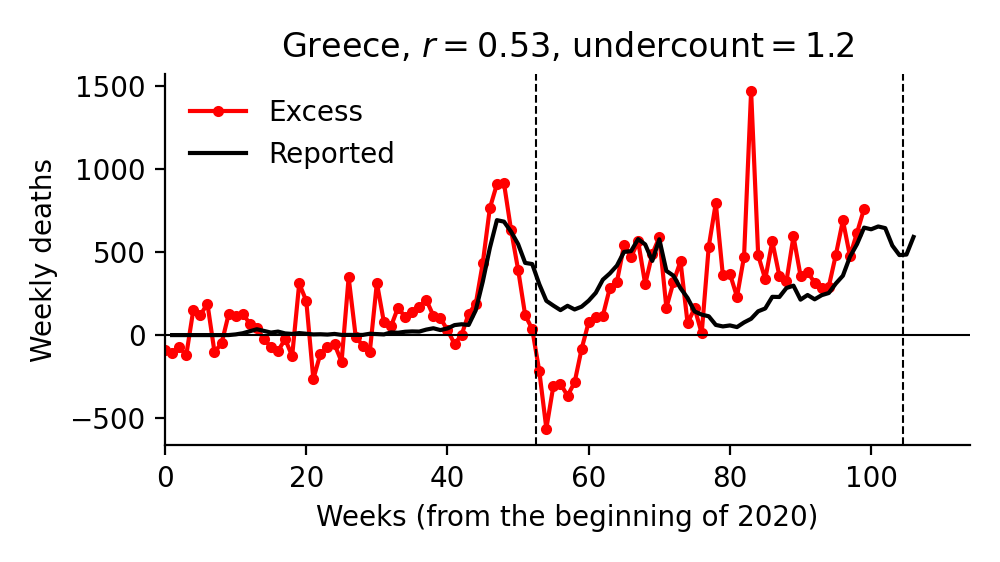 Greece, r = 0.53, undercount = 1.2
Excess
Reported
Weekly deaths
1500
1000
500
0
−500
0 20 40 60 80 100
Weeks (from the beginning of 2020)